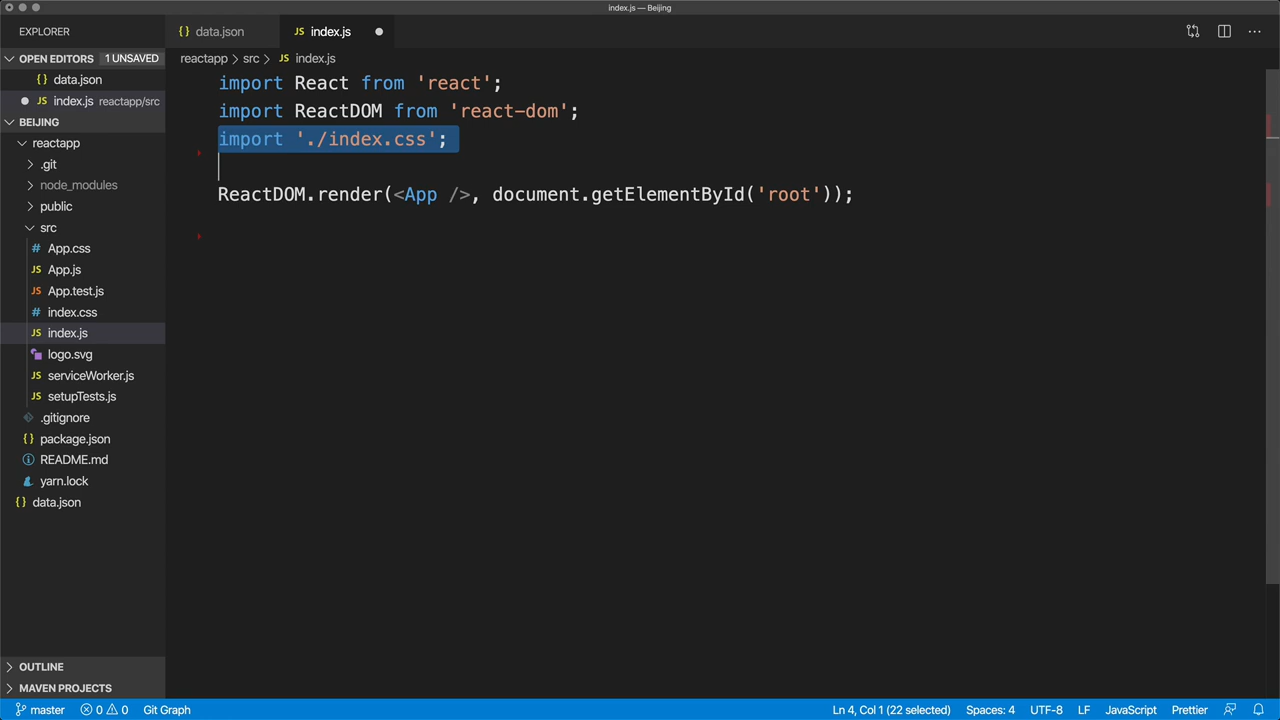 index.js — Beijing
EXPLORER
{} data.json
JS index.js
OPEN EDITORS 1 UNSAVED
reactapp > src > JS index.js
{} data.json
JS index.js reactapp/src
BEIJING
reactapp
.git
node_modules
public
src
# App.css
JS App.js
JS App.test.js
# index.css
JS index.js
logo.svg
JS serviceWorker.js
JS setupTests.js
.gitignore
{} package.json
README.md
yarn.lock
{} data.json
OUTLINE
MAVEN PROJECTS
import React from 'react';
import ReactDOM from 'react-dom';
import './index.css';
ReactDOM.render(<App />, document.getElementById('root'));
master 0 0 Git Graph Ln 4, Col 1 (22 selected) Spaces: 4 UTF-8 LF JavaScript Prettier